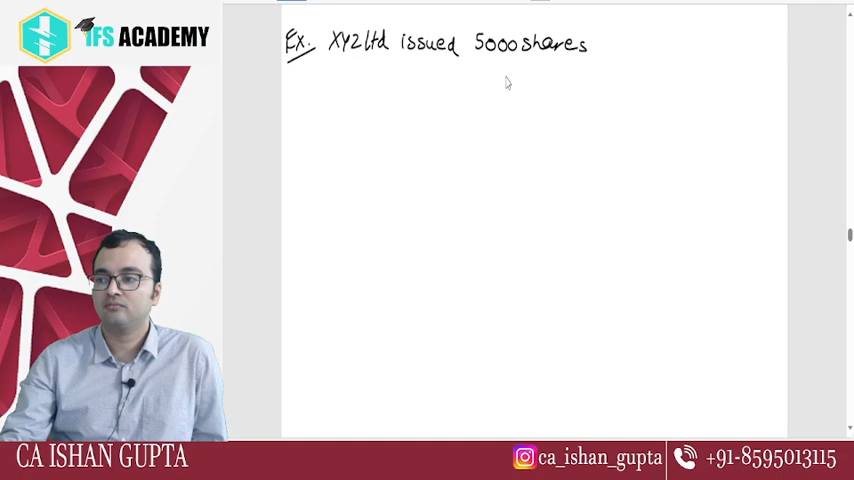 IFS ACADEMY
Ex. XYZ Ltd issued 5000 shares
CA ISHAN GUPTA
ca_ishan_gupta
+91-8595013115